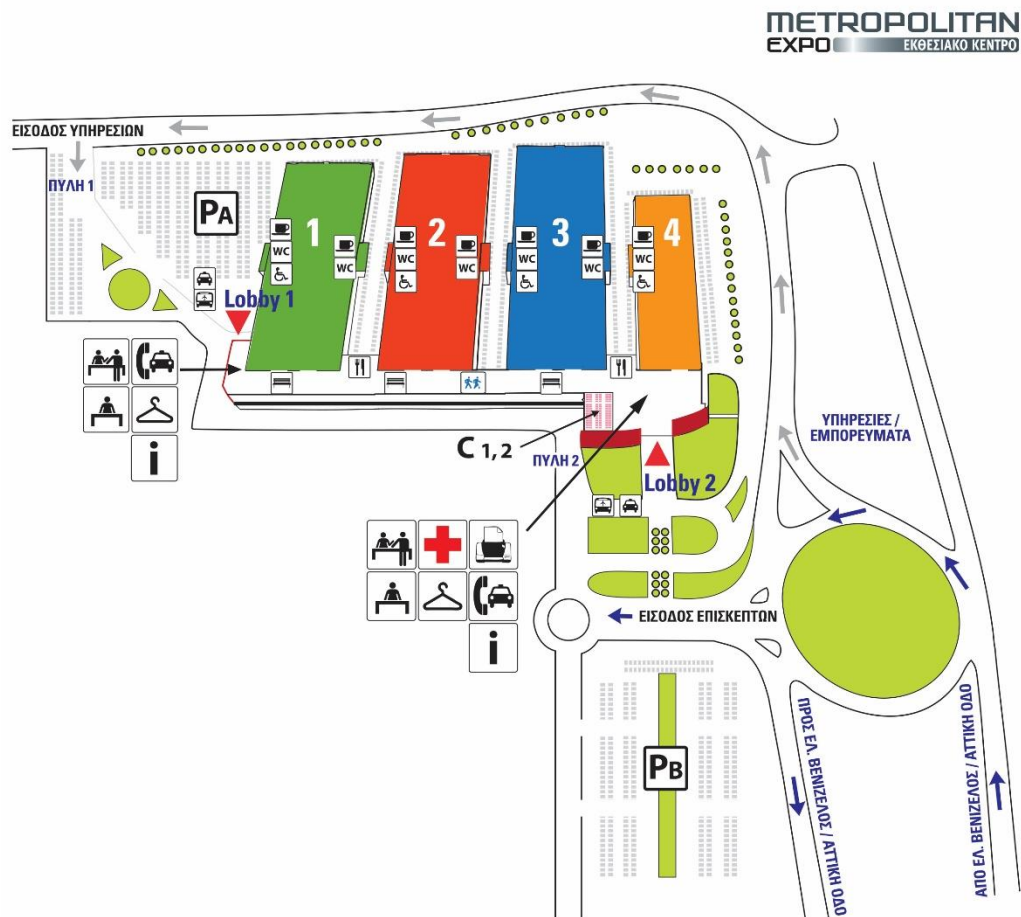 METROPOLITAN
EXPO ΕΚΘΕΣΙΑΚΟ ΚΕΝΤΡΟ
ΕΙΣΟΔΟΣ ΥΠΗΡΕΣΙΩΝ
ΠΥΛΗ 1
PA
1
2
3
4
WC
WC
WC
WC
WC
WC
WC
Lobby 1
C 1,2
ΠΥΛΗ 2
Lobby 2
ΥΠΗΡΕΣΙΕΣ /
ΕΜΠΟΡΕΥΜΑΤΑ
i
i
ΕΙΣΟΔΟΣ ΕΠΙΣΚΕΠΤΩΝ
PB
ΠΡΟΣ ΕΛ. ΒΕΝΙΖΕΛΟΣ / ΑΤΤΙΚΗ ΟΔΟ
ΑΠΟ ΕΛ. ΒΕΝΙΖΕΛΟΣ / ΑΤΤΙΚΗ ΟΔΟ